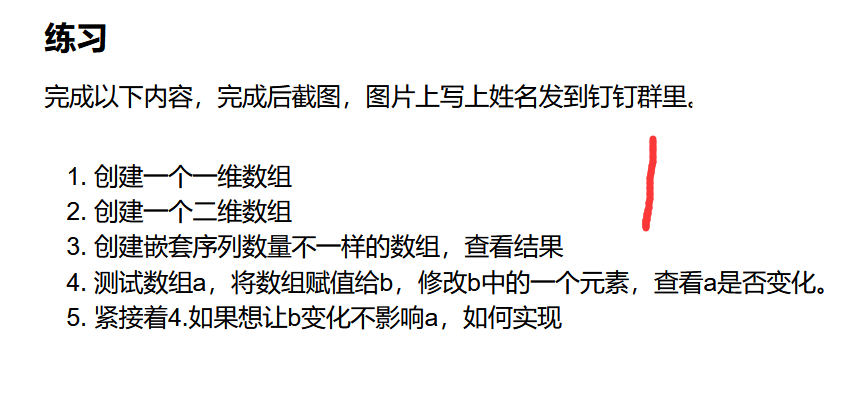 练习
完成以下内容，完成后截图，图片上写上姓名发到钉钉群里。
1. 创建一个一维数组
2. 创建一个二维数组
3. 创建嵌套序列数量不一样的数组，查看结果
4. 测试数组a，将数组赋值给b，修改b中的一个元素，查看a是否变化。
5. 紧接着4.如果想让b变化不影响a，如何实现